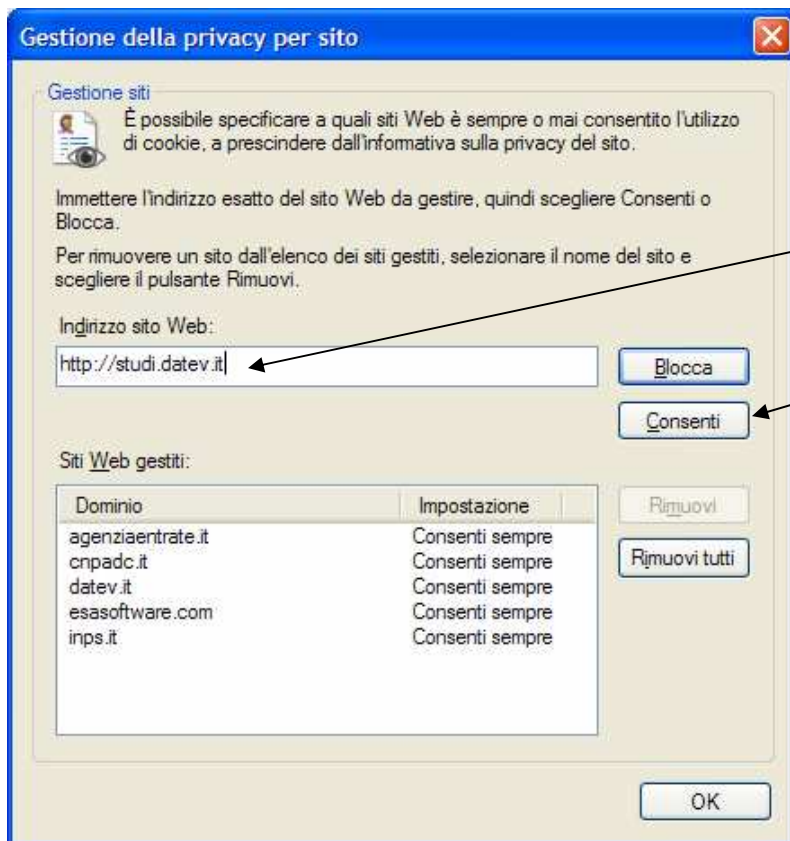 Gestione della privacy per sito
Gestione siti
È possibile specificare a quali siti Web è sempre o mai consentito l'utilizzo
di cookie, a prescindere dall'informativa sulla privacy del sito.
Immettere l'indirizzo esatto del sito Web da gestire, quindi scegliere Consenti o
Blocca.
Per rimuovere un sito dall'elenco dei siti gestiti, selezionare il nome del sito e
scegliere il pulsante Rimuovi.
Indirizzo sito Web:
http://studi.datev.it
Blocca
Consenti
Siti Web gestiti:
Dominio Impostazione
Rimuovi
agenziaentrate.it Consenti sempre
cnpadc.it Consenti sempre
Rimuovi tutti
datev.it Consenti sempre
esasoftware.com Consenti sempre
inps.it Consenti sempre
OK